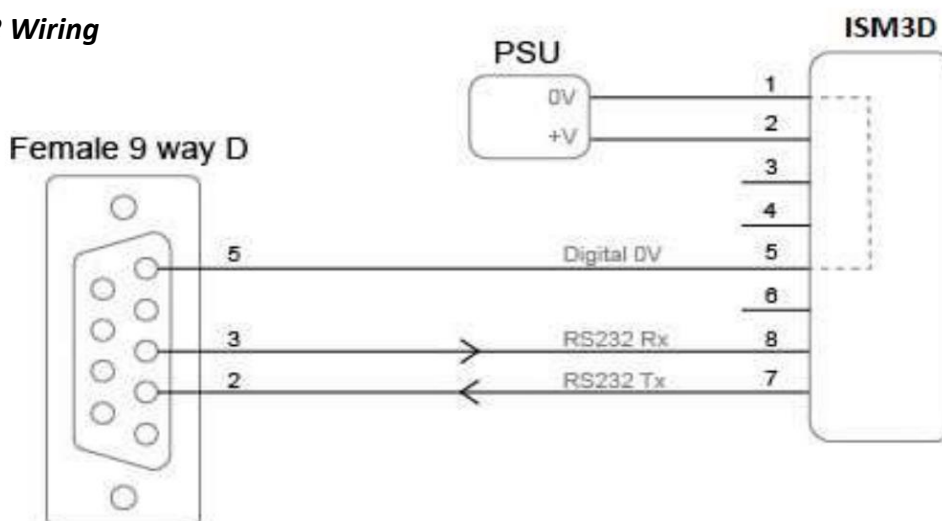 Wiring
ISM3D
PSU
0V
1
+V
2
Female 9 way D
3
4
5
Digital 0V
5
6
3
RS232 Rx
8
2
RS232 Tx
7